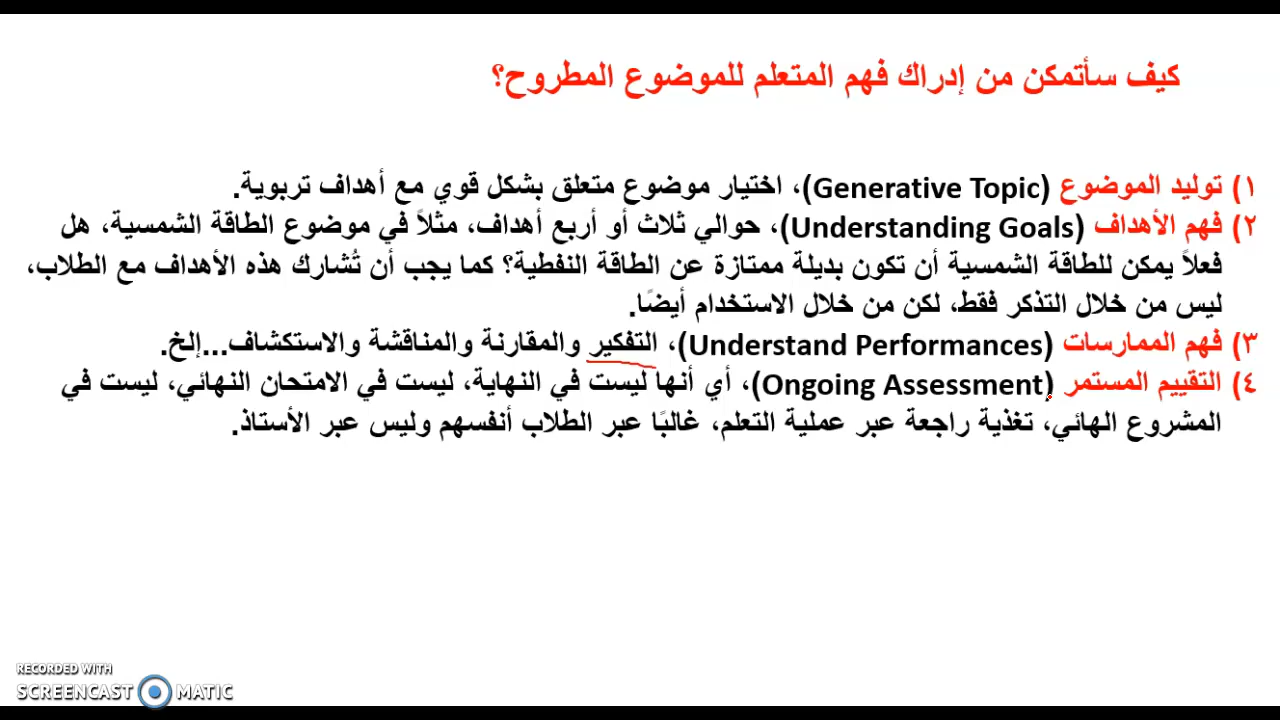 كيف سأتمكن من إدراك فهم المتعلم للموضوع المطروح؟
١) توليد الموضوع (Generative Topic)، اختيار موضوع متعلق بشكل قوي مع أهداف تربوية.
٢) فهم الأهداف (Understanding Goals)، حوالي ثلاث أو أربع أهداف، مثلاً في موضوع الطاقة الشمسية، هل
فعلاً يمكن للطاقة الشمسية أن تكون بديلة ممتازة عن الطاقة النفطية؟ كما يجب أن تُشارك هذه الأهداف مع الطلاب،
ليس من خلال التذكر فقط، لكن من خلال الاستخدام أيضًا.
٣) فهم الممارسات (Understand Performances)، التفكير والمقارنة والمناقشة والاستكشاف...إلخ.
٤) التقييم المستمر (Ongoing Assessment)، أي أنها ليست في النهاية، ليست في الامتحان النهائي، ليست في
المشروع الهائي، تغذية راجعة عبر عملية التعلم، غالبًا عبر الطلاب أنفسهم وليس عبر الأستاذ.
RECORDED WITH
SCREENCAST MATIC